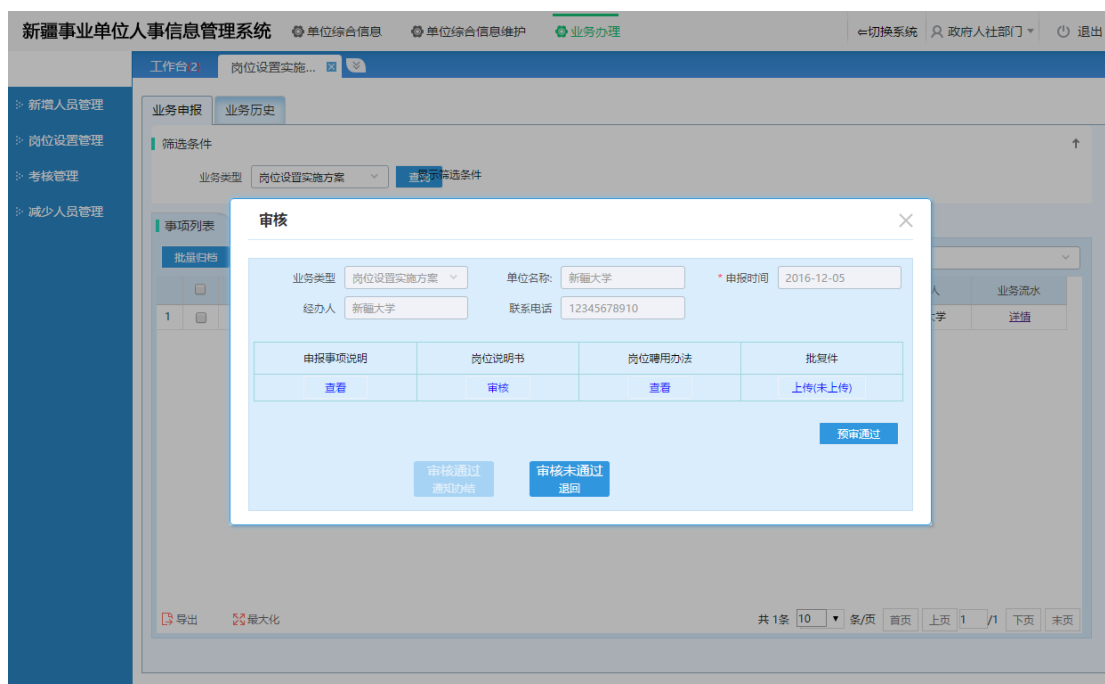 新疆事业单位人事信息管理系统 单位综合信息 单位综合信息维护 业务办理 ⇐切换系统 政府人社部门 退出
工作台(2) 岗位设置实施...
新增人员管理
岗位设置管理
考核管理
减少人员管理
业务申报 业务历史
筛选条件
业务类型 岗位设置实施方案 显示筛选条件
事项列表
批量归档
人 业务流水
1 学 详情
审核
业务类型 岗位设置实施方案 单位名称: 新疆大学 * 申报时间 2016-12-05
经办人 新疆大学 联系电话 12345678910
申报事项说明 岗位说明书 岗位聘用办法 批复件
查看 审核 查看 上传(未上传)
预审通过
审核通过 审核未通过
通知办结 退回
导出 最大化 共 1条 10 条/页 首页 上页 1 /1 下页 末页